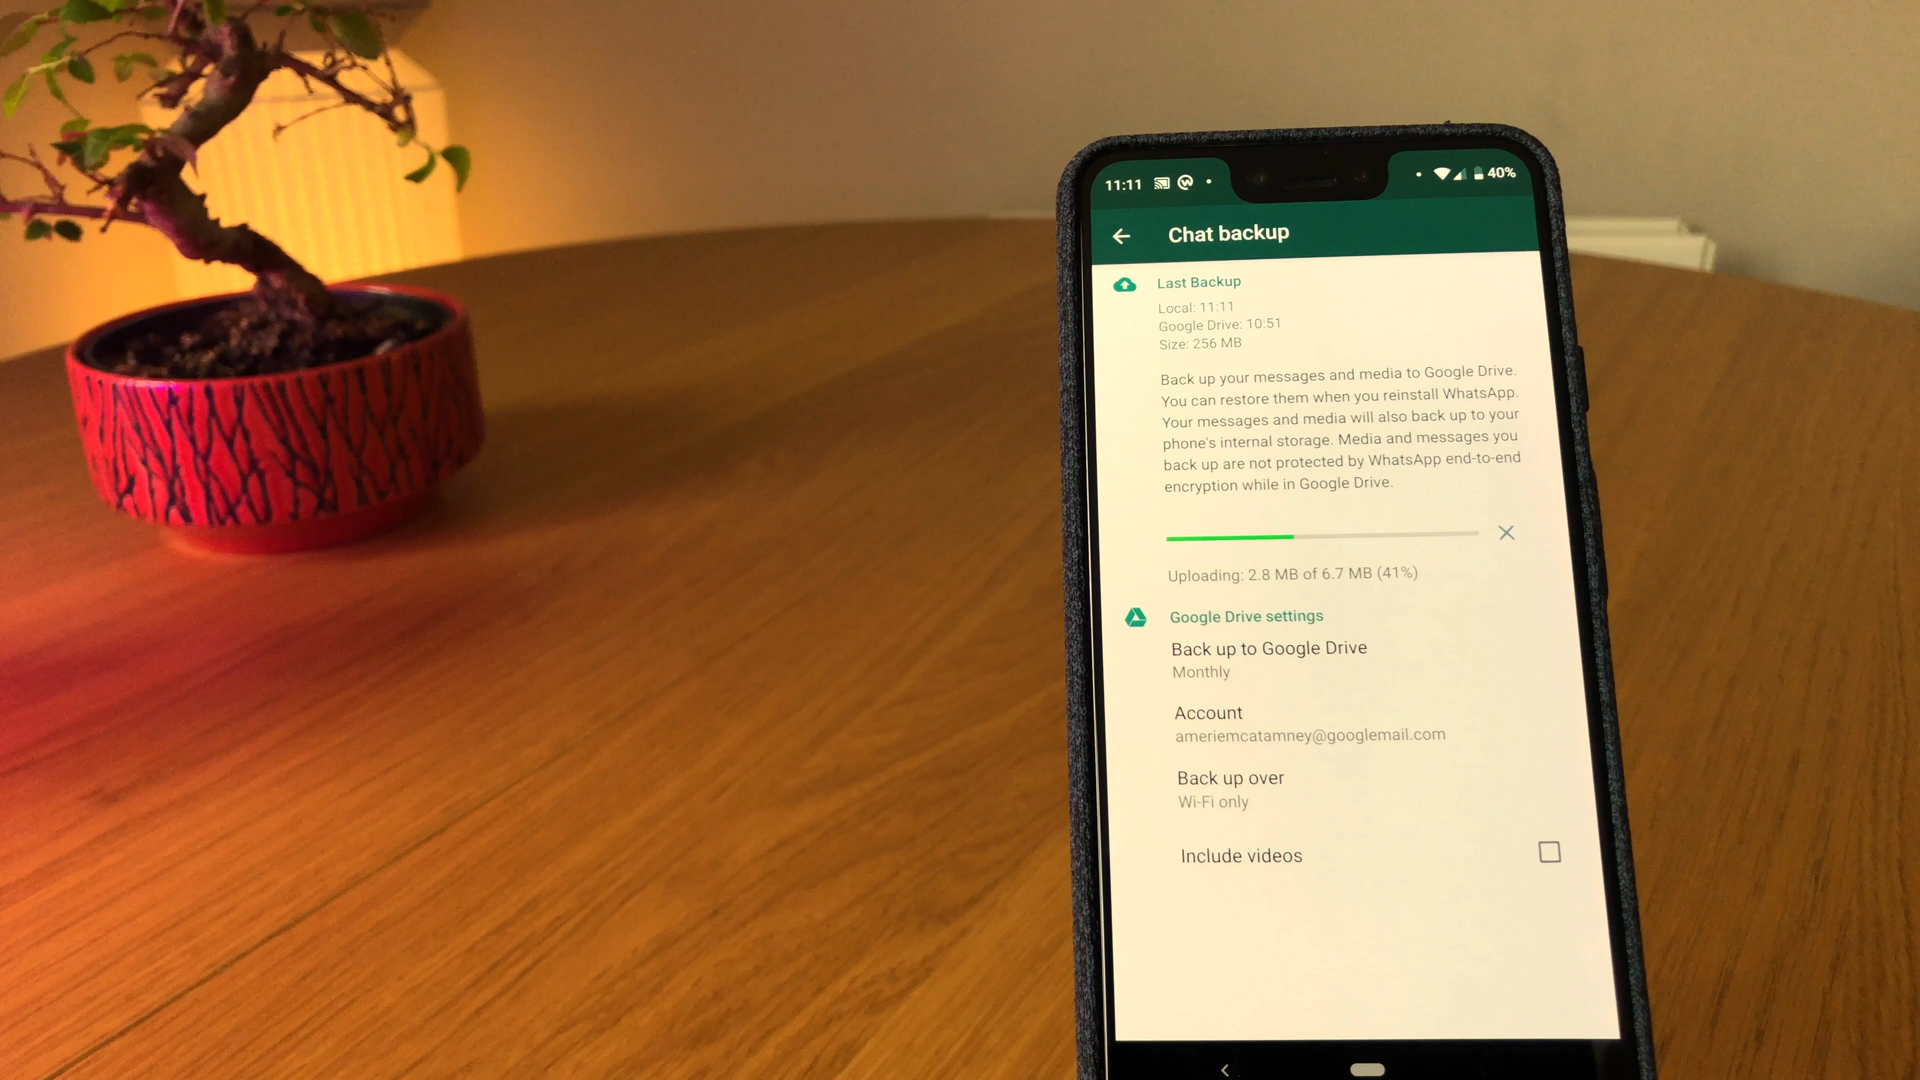 11:11
40%
Chat backup
Last Backup
Local: 11:11
Google Drive: 10:51
Size: 256 MB
Back up your messages and media to Google Drive.
You can restore them when you reinstall WhatsApp.
Your messages and media will also back up to your
phone's internal storage. Media and messages you
back up are not protected by WhatsApp end-to-end
encryption while in Google Drive.
Uploading: 2.8 MB of 6.7 MB (41%)
Google Drive settings
Back up to Google Drive
Monthly
Account
ameriemcatamney@googlemail.com
Back up over
Wi-Fi only
Include videos